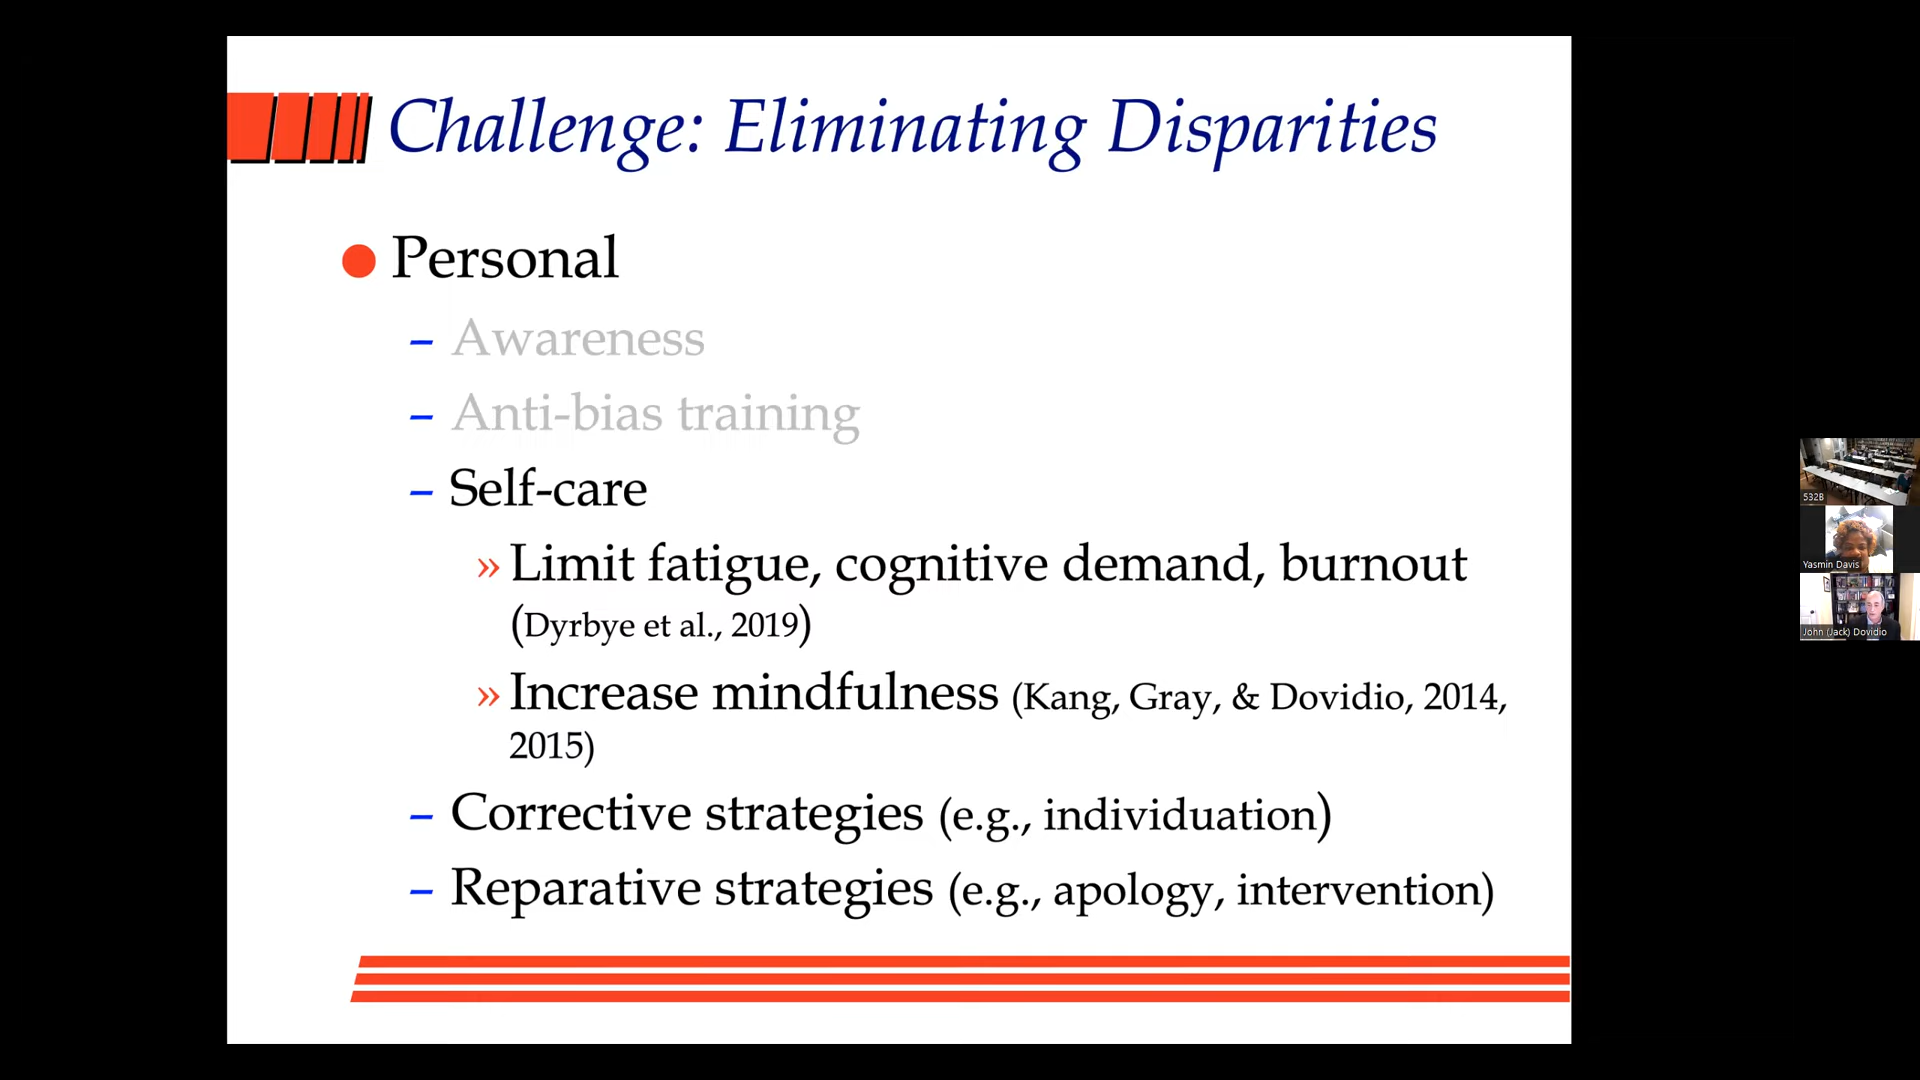 Challenge: Eliminating Disparities
Personal
– Awareness
– Anti-bias training
– Self-care
» Limit fatigue, cognitive demand, burnout
(Dyrbye et al., 2019)
» Increase mindfulness (Kang, Gray, & Dovidio, 2014,
2015)
– Corrective strategies (e.g., individuation)
– Reparative strategies (e.g., apology, intervention)
532B
Yasmin Davis
John (Jack) Dovidio